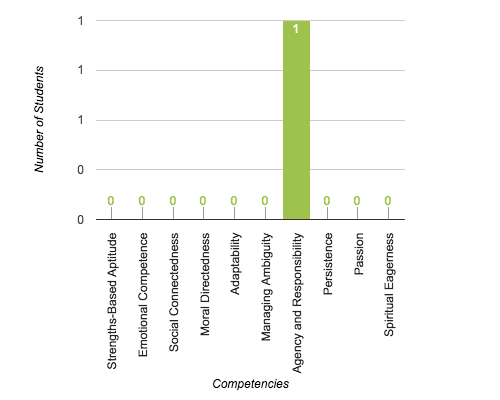 Number of Students
1
1
1
0
0
0
0
0
0
0
0
1
0
0
0
Strengths-Based Aptitude
Emotional Competence
Social Connectedness
Moral Directedness
Adaptability
Managing Ambiguity
Agency and Responsibility
Persistence
Passion
Spiritual Eagerness
Competencies